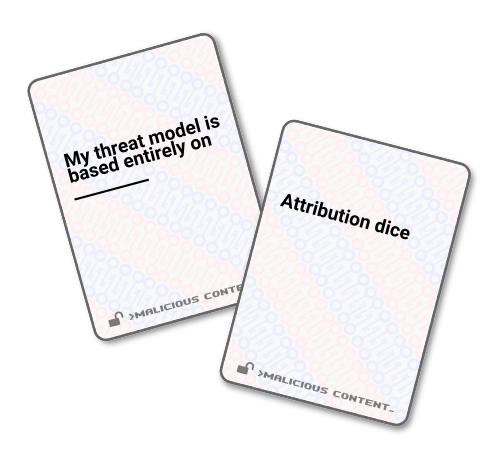 My threat model is
based entirely on
________
>MALICIOUS CONTE
Attribution dice
>MALICIOUS CONTENT_